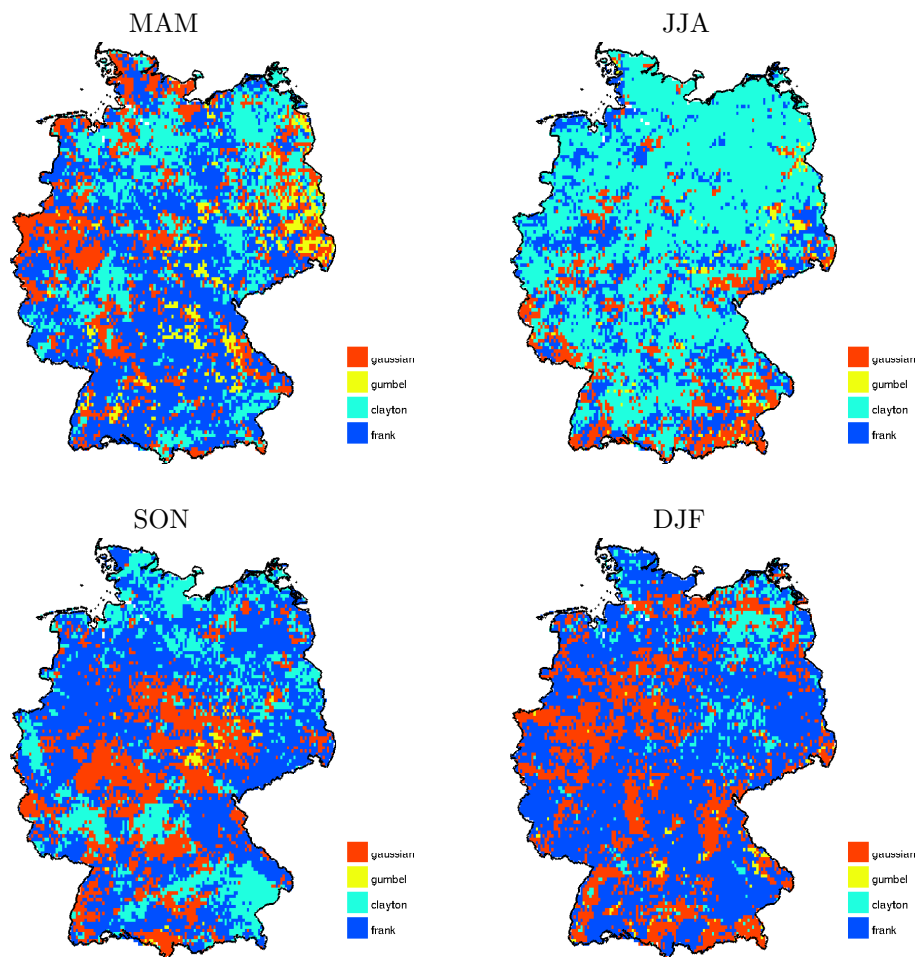 MAM
JJA
gaussian
gumbel
clayton
frank
gaussian
gumbel
clayton
frank
SON
DJF
gaussian
gumbel
clayton
frank
gaussian
gumbel
clayton
frank